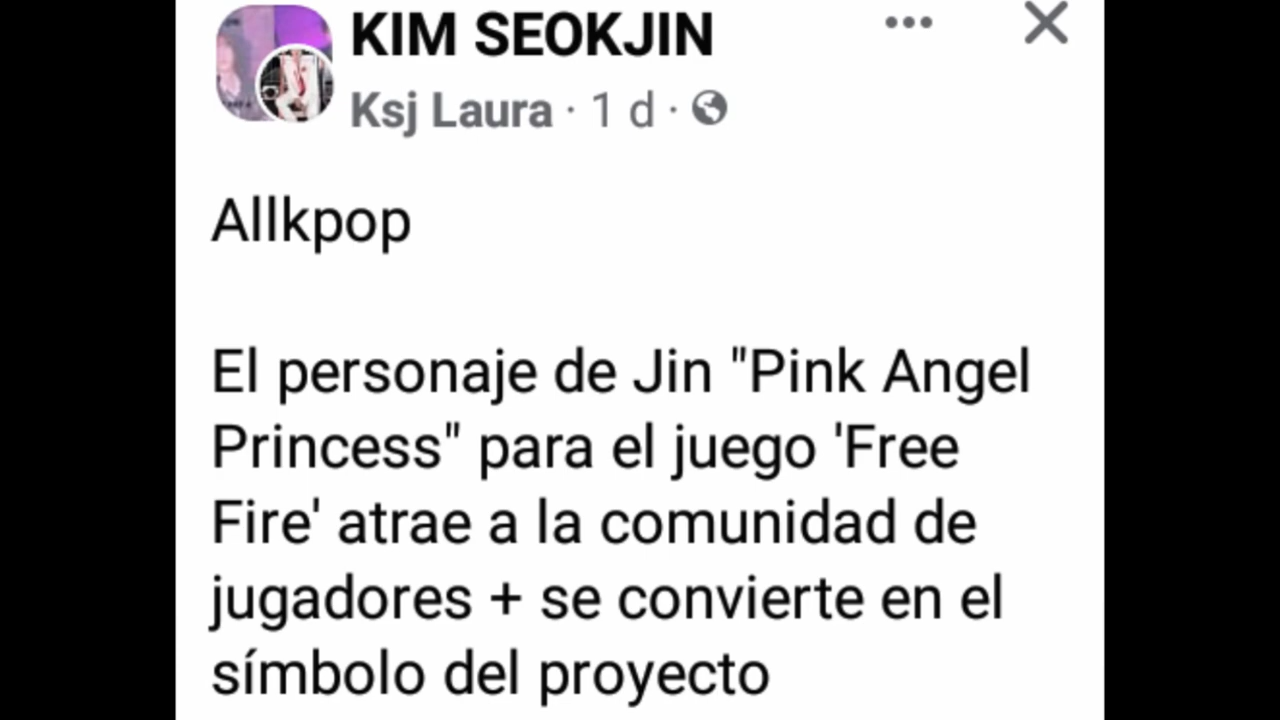 KIM SEOKJIN
Ksj Laura · 1 d ·
Allkpop
El personaje de Jin "Pink Angel
Princess" para el juego 'Free
Fire' atrae a la comunidad de
jugadores + se convierte en el
símbolo del proyecto